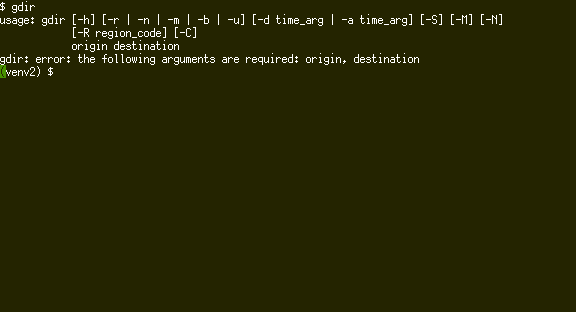 $ gdir
usage: gdir [-h] [-r | -n | -m | -b | -u] [-d time_arg | -a time_arg] [-S] [-M] [-N]
[-R region_code] [-C]
origin destination
gdir: error: the following arguments are required: origin, destination
(venv2) $